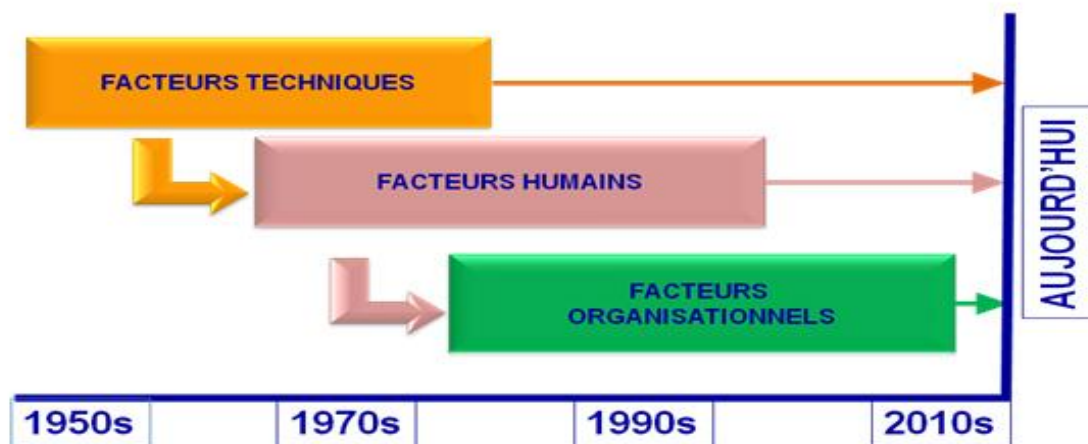 FACTEURS TECHNIQUES
FACTEURS HUMAINS
FACTEURS
ORGANISATIONNELS
AUJOURD'HUI
1950s
1970s
1990s
2010s